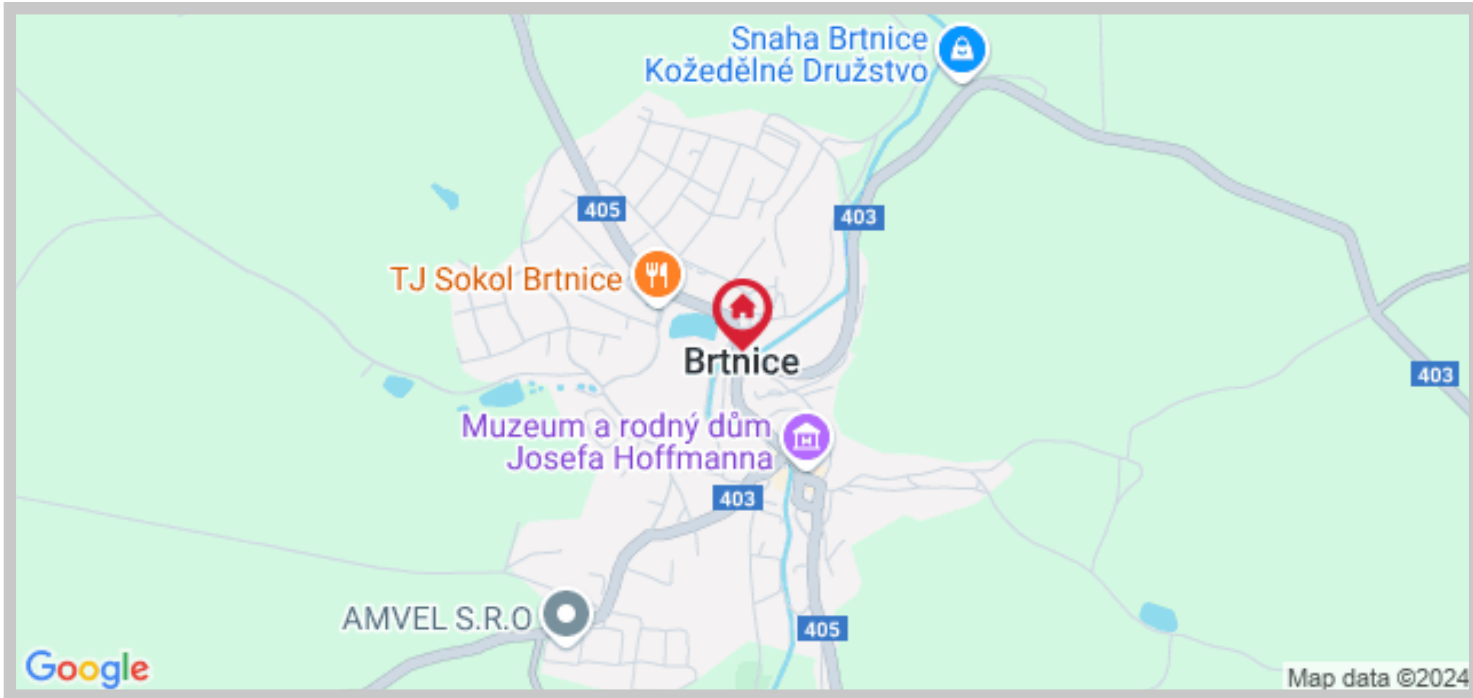 Snaha Brtnice
Kožedělné Družstvo
405
403
TJ Sokol Brtnice
Brtnice
403
Muzeum a rodný dům
Josefa Hoffmanna
403
AMVEL S.R.O
405
Google
Map data ©2024